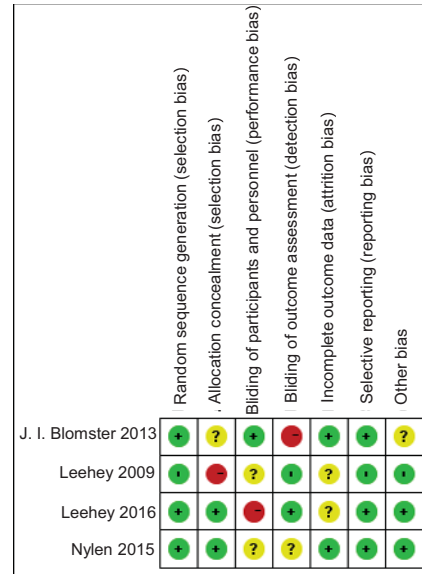 Random sequence generation (selection bias)
Allocation concealment (selection bias)
Bliding of participants and personnel (performance bias)
Bliding of outcome assessment (detection bias)
Incomplete outcome data (attrition bias)
Selective reporting (reporting bias)
Other bias
J. I. Blomster 2013 + ? + - + + ?
Leehey 2009 - - ? - ? - -
Leehey 2016 + + - + ? + +
Nylen 2015 + + ? ? + + +